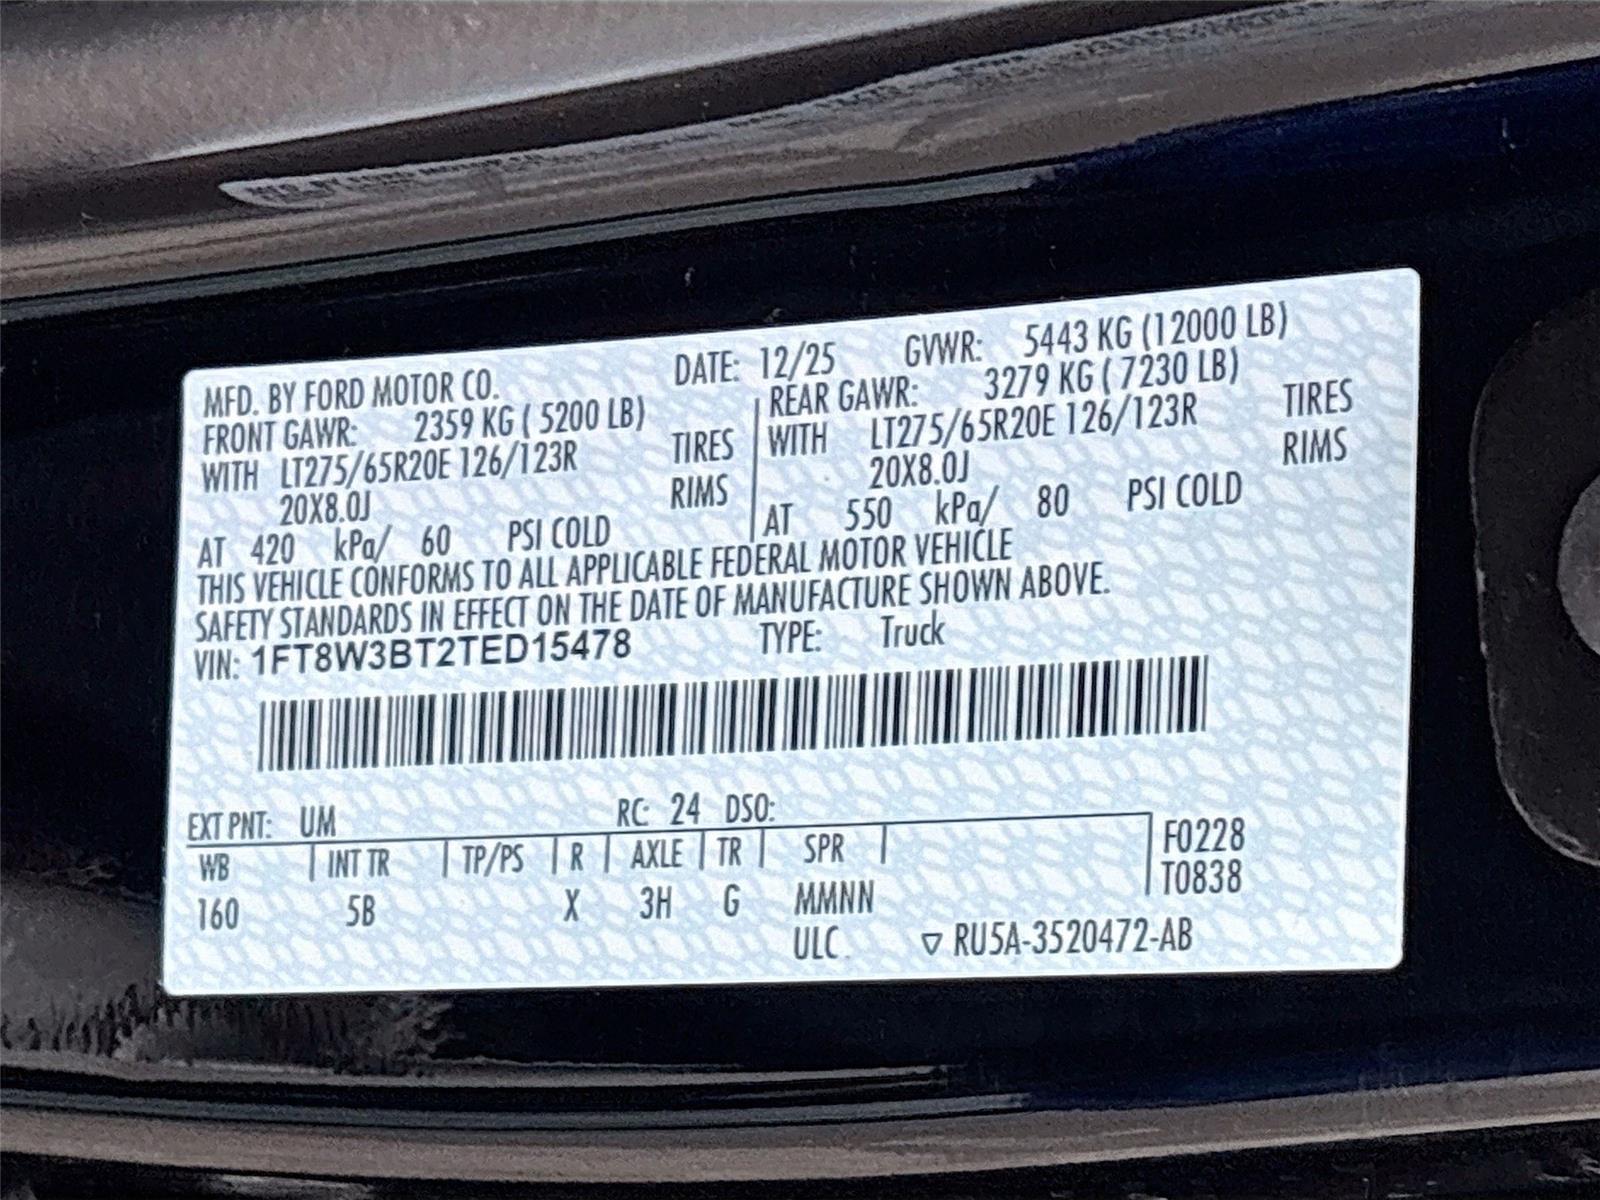 MFD. BY FORD MOTOR CO. DATE: 12/25 GVWR: 5443 KG (12000 LB)
FRONT GAWR: 2359 KG ( 5200 LB) REAR GAWR: 3279 KG ( 7230 LB)
WITH LT275/65R20E 126/123R TIRES WITH LT275/65R20E 126/123R TIRES
20X8.0J RIMS 20X8.0J RIMS
AT 420 kPa/ 60 PSI COLD AT 550 kPa/ 80 PSI COLD
THIS VEHICLE CONFORMS TO ALL APPLICABLE FEDERAL MOTOR VEHICLE
SAFETY STANDARDS IN EFFECT ON THE DATE OF MANUFACTURE SHOWN ABOVE.
VIN: 1FT8W3BT2TED15478 TYPE: Truck
EXT PNT: UM RC: 24 DSO:
WB INT TR TP/PS R AXLE TR SPR F0228
160 5B X 3H G MMNN T0838
ULC ▽ RU5A-3520472-AB